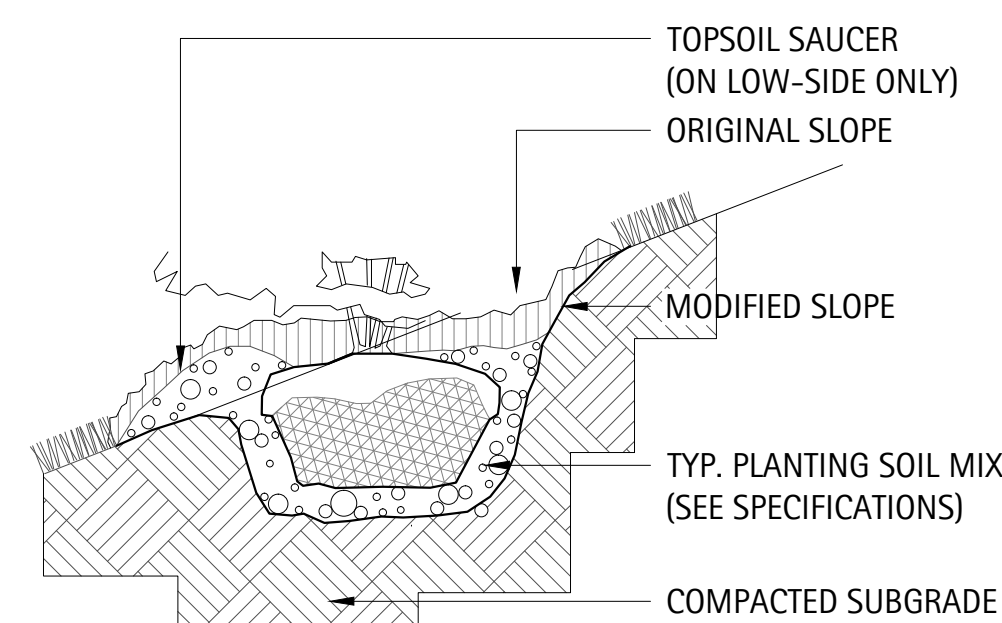 TOPSOIL SAUCER
(ON LOW-SIDE ONLY)
ORIGINAL SLOPE
MODIFIED SLOPE
TYP. PLANTING SOIL MIX
(SEE SPECIFICATIONS)
COMPACTED SUBGRADE